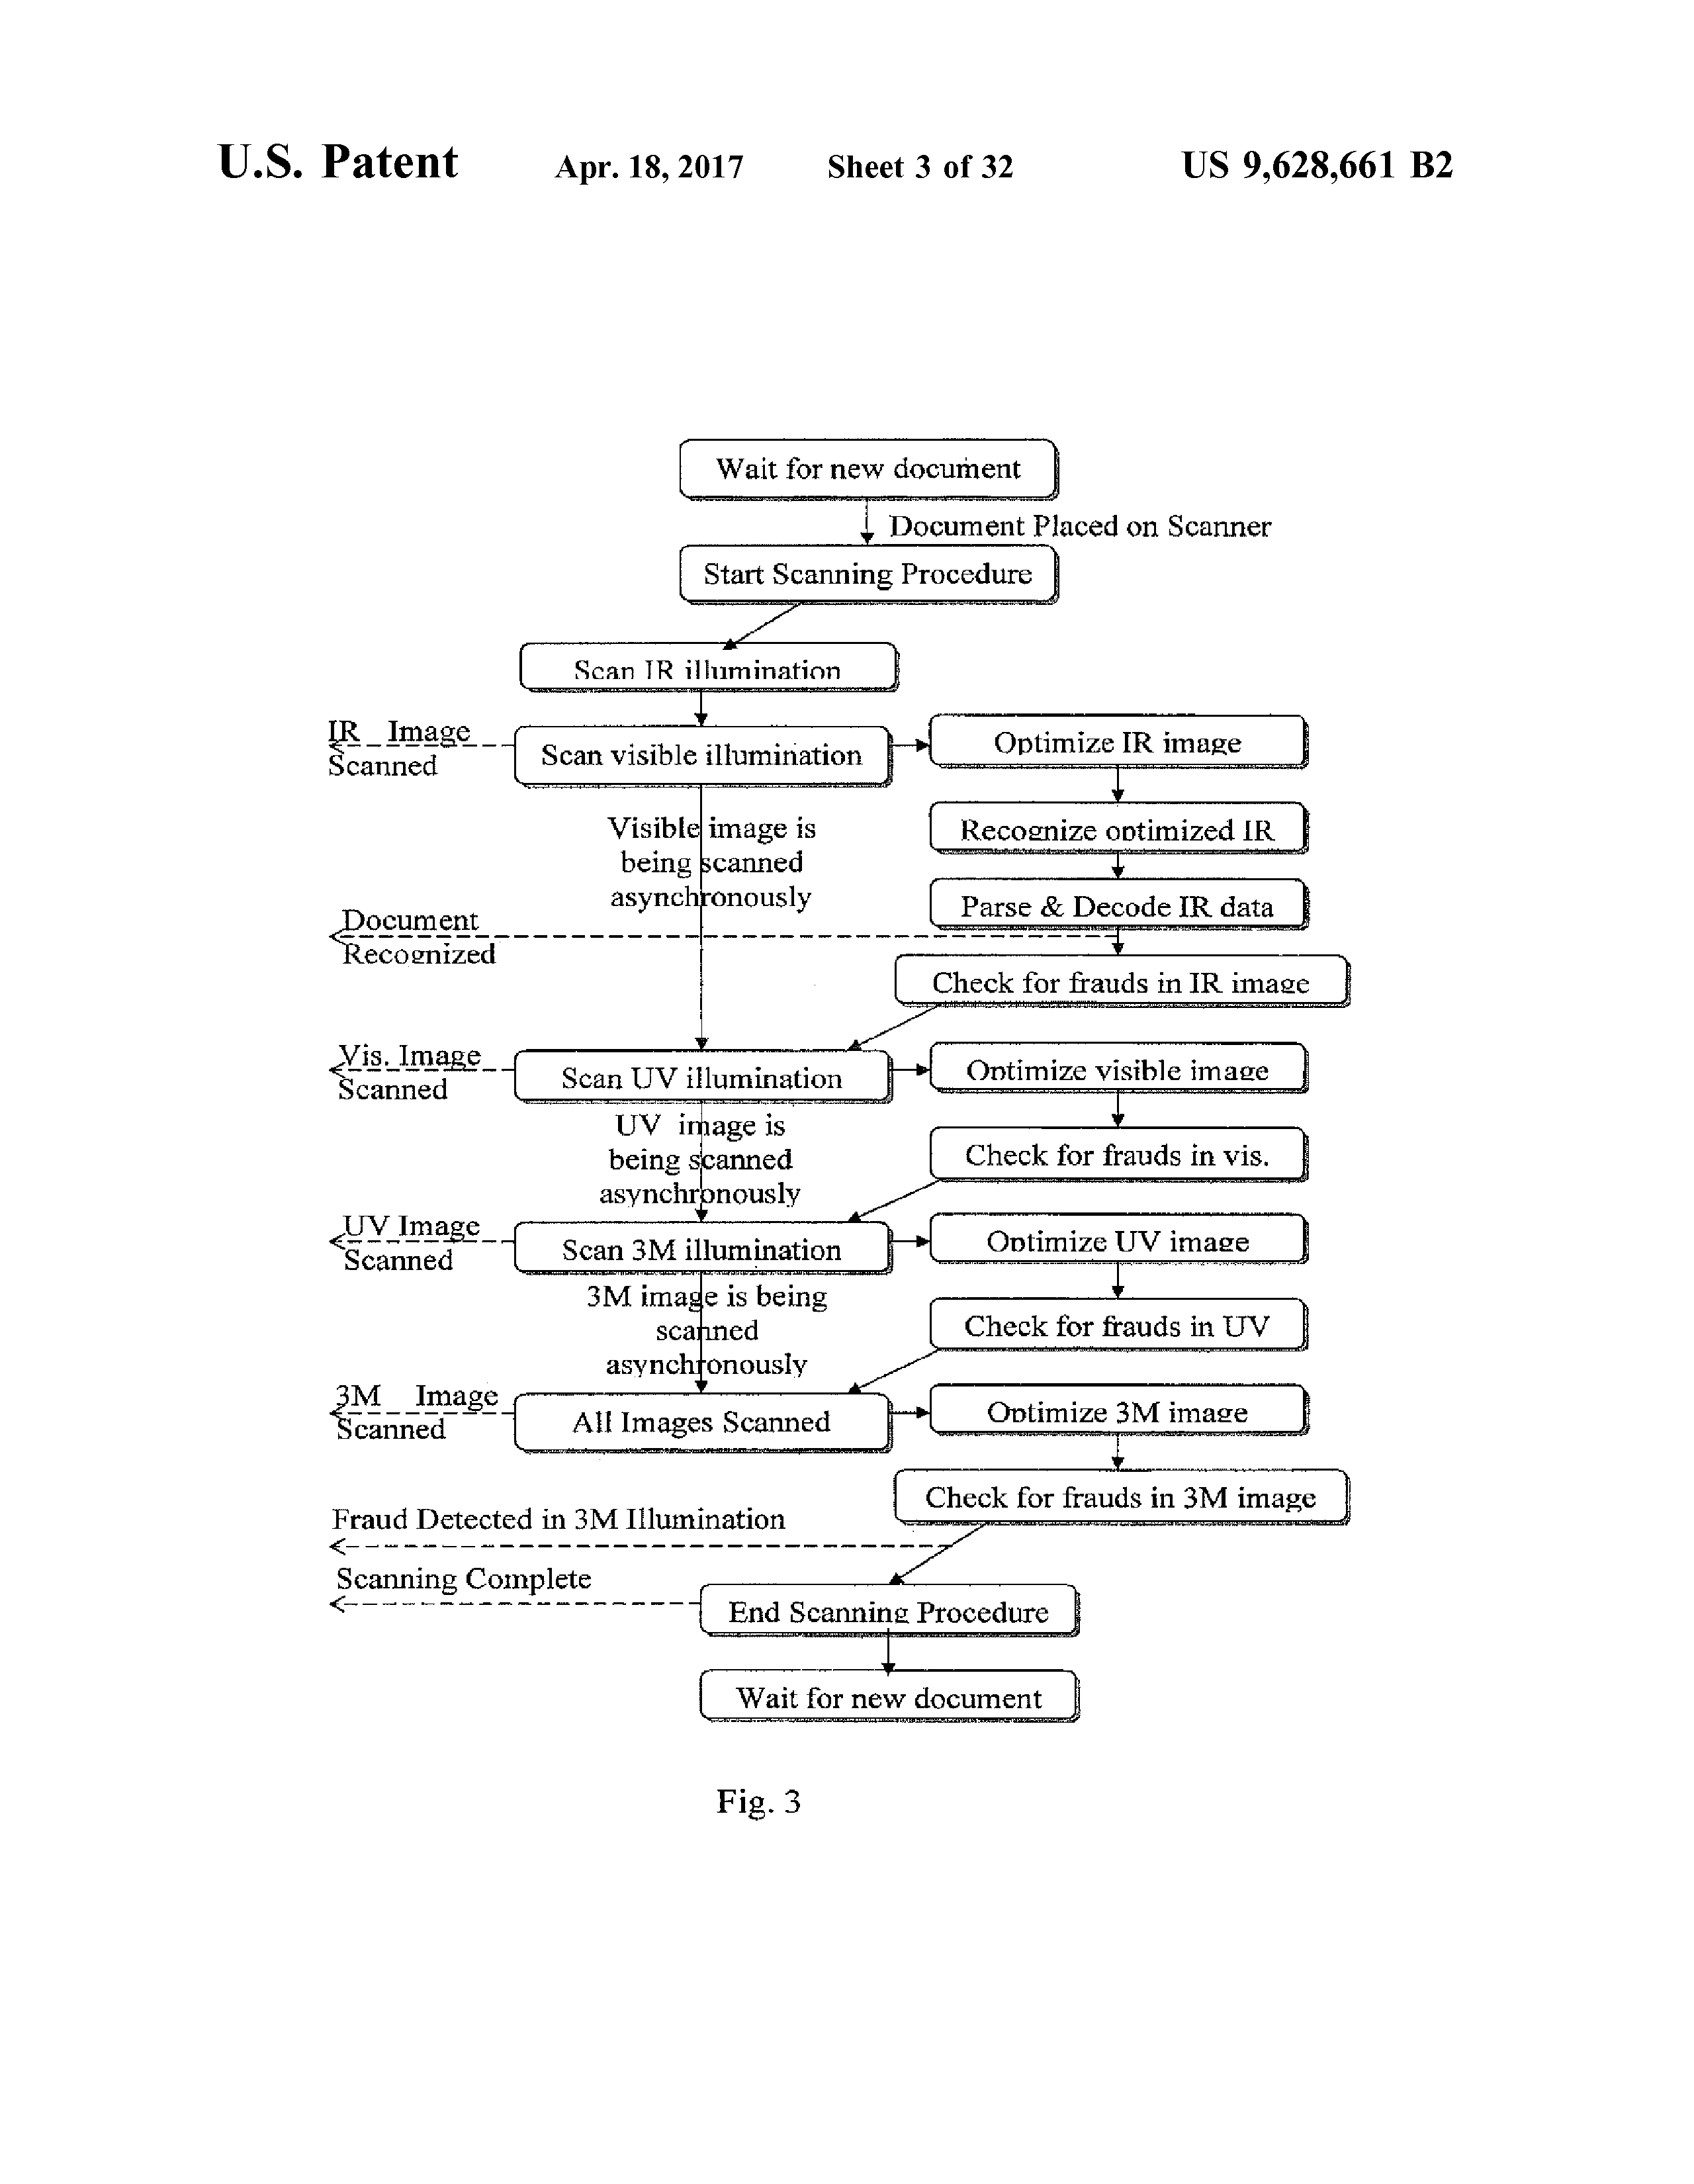 U.S. Patent Apr. 18, 2017 Sheet 3 of 32 US 9,628,661 B2
Wait for new document
Document Placed on Scanner
Start Scanning Procedure
Scan IR illumination
IR Image
Scanned
Scan visible illumination
Optimize IR image
Visible image is
being scanned
asynchronously
Recognize optimized IR
Parse & Decode IR data
Document
Recognized
Check for frauds in IR image
Vis. Image
Scanned
Scan UV illumination
Optimize visible image
UV image is
being scanned
asynchronously
Check for frauds in vis.
UV Image
Scanned
Scan 3M illumination
Optimize UV image
3M image is being
scanned
asynchronously
Check for frauds in UV
3M Image
Scanned
All Images Scanned
Optimize 3M image
Check for frauds in 3M image
Fraud Detected in 3M Illumination
Scanning Complete
End Scanning Procedure
Wait for new document
Fig. 3